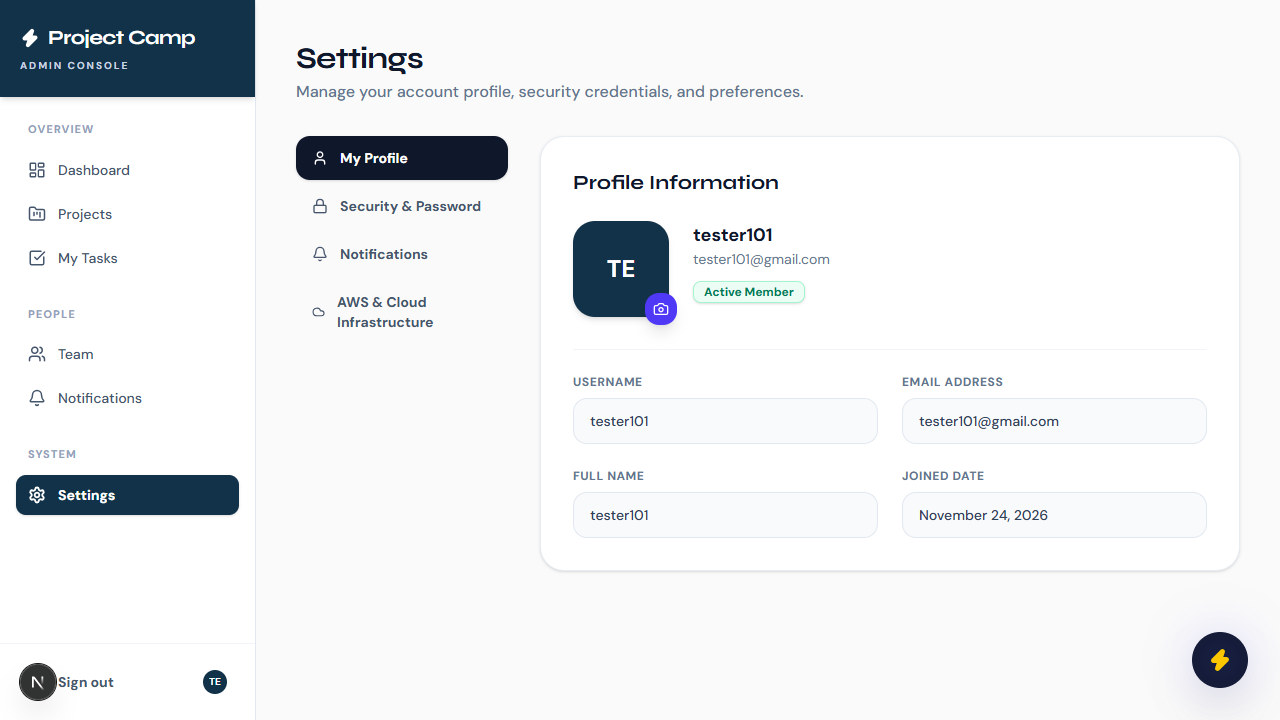 Project Camp
ADMIN CONSOLE
OVERVIEW
Dashboard
Projects
My Tasks
PEOPLE
Team
Notifications
SYSTEM
Settings
N
Sign out
TE
Settings
Manage your account profile, security credentials, and preferences.
My Profile
Security & Password
Notifications
AWS & Cloud
Infrastructure
Profile Information
TE
tester101
tester101@gmail.com
Active Member
USERNAME
EMAIL ADDRESS
tester101
tester101@gmail.com
FULL NAME
JOINED DATE
tester101
November 24, 2026